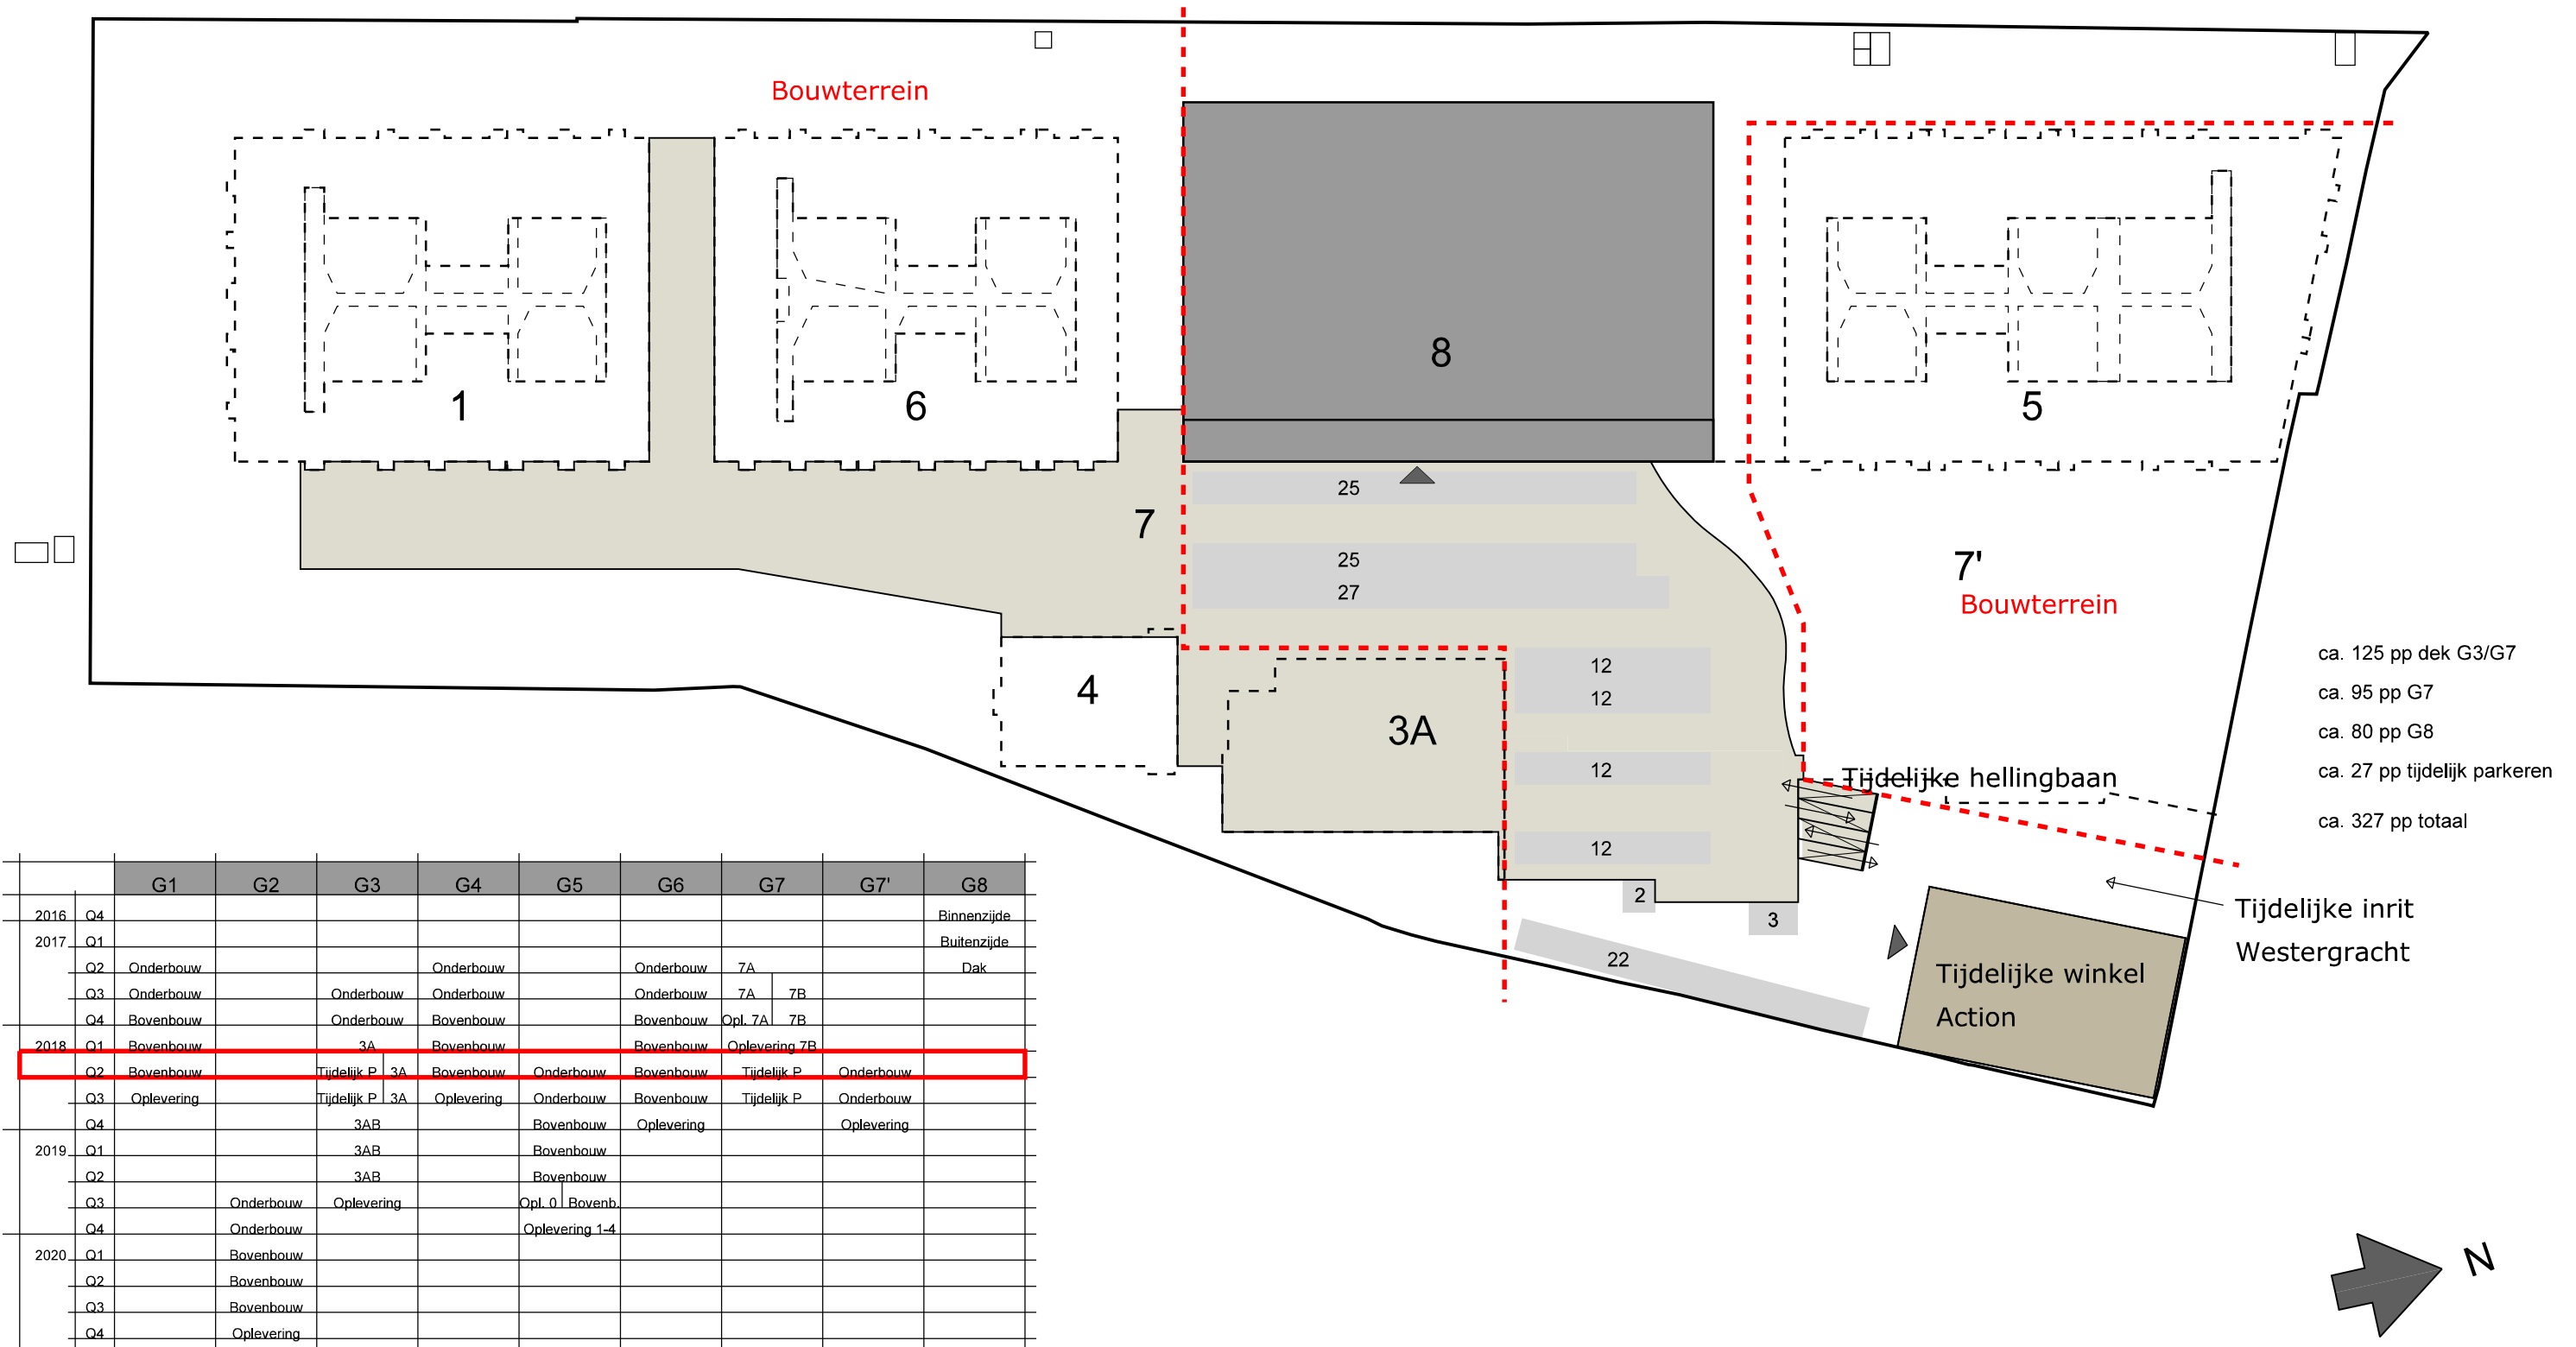 Bouwterrein
8
1
6
5
25
7
25
7'
27
Bouwterrein
ca. 125 pp dek G3/G7
12
4
12
ca. 95 pp G7
3A
ca. 80 pp G8
12
Tijdelijke hellingbaan
ca. 27 pp tijdelijk parkeren
ca. 327 pp totaal
12
2
3
22
Tijdelijke inrit
Westergracht
Tijdelijke winkel
Action
N
G1 G2 G3 G4 G5 G6 G7 G7' G8
2016 Q4 Binnenzijde
2017 Q1 Buitenzijde
Q2 Onderbouw Onderbouw Onderbouw 7A Dak
Q3 Onderbouw Onderbouw Onderbouw Onderbouw 7A 7B
Q4 Bovenbouw Onderbouw Bovenbouw Bovenbouw Opl. 7A 7B
2018 Q1 Bovenbouw 3A Bovenbouw Bovenbouw Oplevering 7B
Q2 Bovenbouw Tijdelijk P 3A Bovenbouw Onderbouw Bovenbouw Tijdelijk P Onderbouw
Q3 Oplevering Tijdelijk P 3A Oplevering Onderbouw Bovenbouw Tijdelijk P Onderbouw
Q4 3AB Bovenbouw Oplevering Oplevering
2019 Q1 3AB Bovenbouw
Q2 3AB Bovenbouw
Q3 Onderbouw Oplevering Opl. 0 Bovenb.
Q4 Onderbouw Oplevering 1-4
2020 Q1 Bovenbouw
Q2 Bovenbouw
Q3 Bovenbouw
Q4 Oplevering